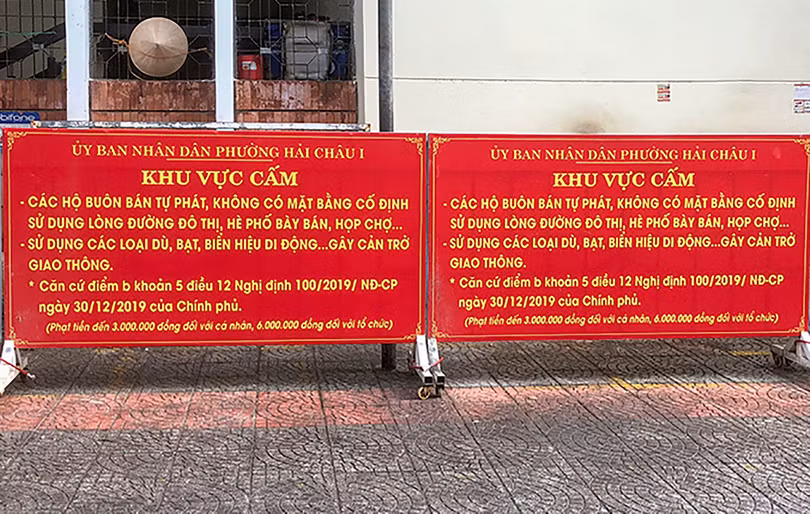 bifone
ỦY BAN NHÂN DÂN PHƯỜNG HẢI CHÂU I
KHU VỰC CẤM
- CÁC HỘ BUÔN BÁN TỰ PHÁT, KHÔNG CÓ MẶT BẰNG CỐ ĐỊNH
SỬ DỤNG LÒNG ĐƯỜNG ĐÔ THỊ, HÈ PHỐ BÀY BÁN, HỌP CHỢ...
- SỬ DỤNG CÁC LOẠI DÙ, BẠT, BIỂN HIỆU DI ĐỘNG...GÂY CẢN TRỞ
GIAO THÔNG.
* Căn cứ điểm b khoản 5 điều 12 Nghị định 100/2019/ NĐ-CP
ngày 30/12/2019 của Chính phủ.
(Phạt tiền đến 3.000.000 đồng đối với cá nhân, 6.000.000 đồng đối với tổ chức)
ỦY BAN NHÂN DÂN PHƯỜNG HẢI CHÂU I
KHU VỰC CẤM
- CÁC HỘ BUÔN BÁN TỰ PHÁT, KHÔNG CÓ MẶT BẰNG CỐ ĐỊNH
SỬ DỤNG LÒNG ĐƯỜNG ĐÔ THỊ, HÈ PHỐ BÀY BÁN, HỌP CHỢ...
- SỬ DỤNG CÁC LOẠI DÙ, BẠT, BIỂN HIỆU DI ĐỘNG...GÂY CẢN TRỞ
GIAO THÔNG.
* Căn cứ điểm b khoản 5 điều 12 Nghị định 100/2019/ NĐ-CP
ngày 30/12/2019 của Chính phủ.
(Phạt tiền đến 3.000.000 đồng đối với cá nhân, 6.000.000 đồng đối với tổ chức)